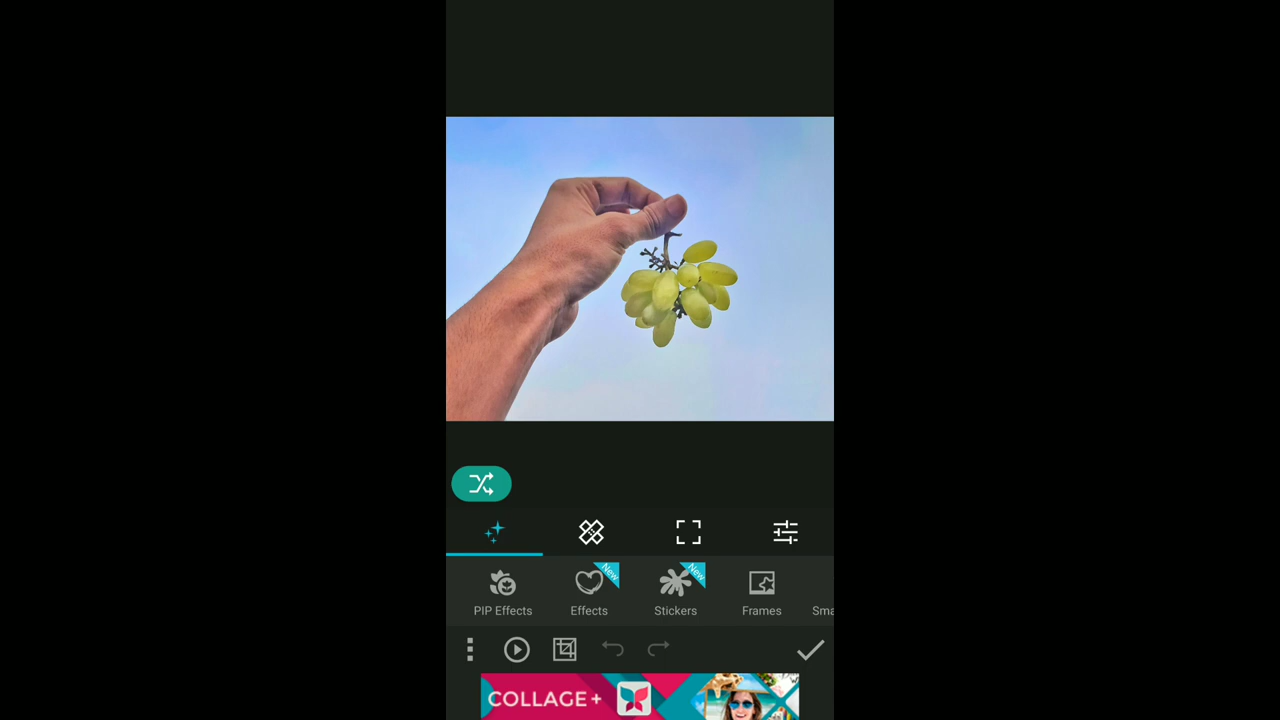 New
New
PIP Effects
Effects
Stickers
Frames
Sma
COLLAGE+